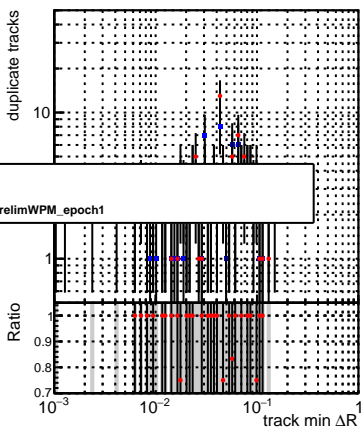 duplicate tracks
10
relimWPM_epoch1
1
Ratio
1
0.9
0.8
0.7
10⁻³ 10⁻² 10⁻¹ 1
track min ΔR